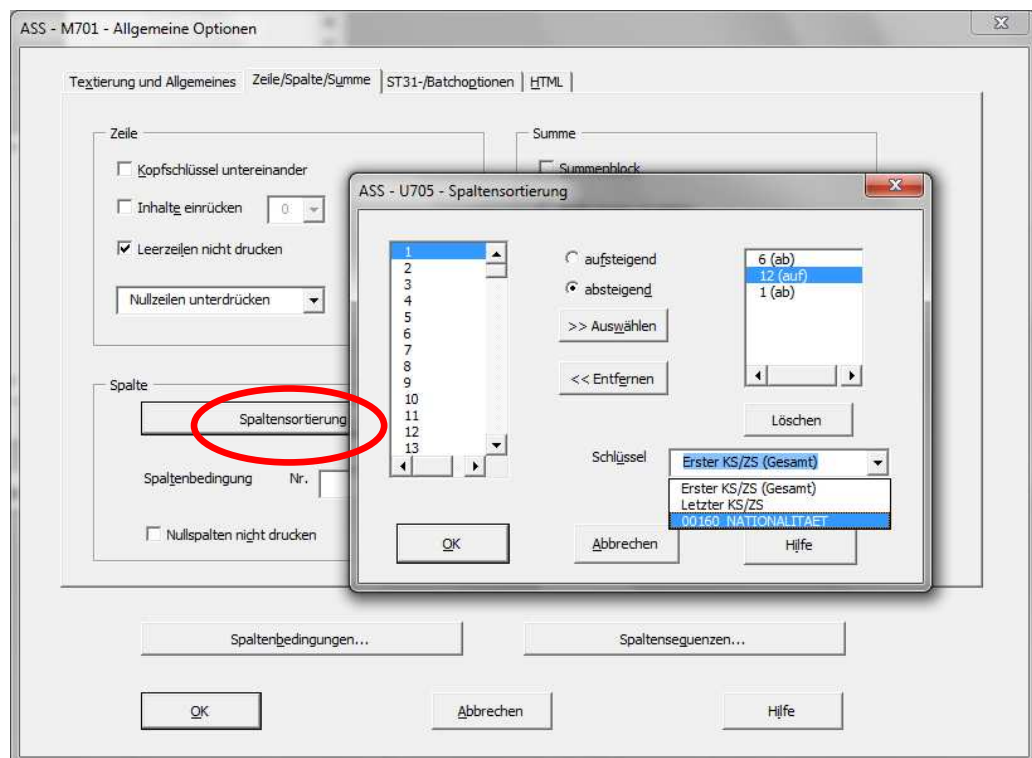 ASS - M701 - Allgemeine Optionen
Textierung und Allgemeines
Zeile/Spalte/Summe
ST31-/Batchoptionen
HTML
Zeile
Kopfschlüssel untereinander
Inhalte einrücken
0
Leerzeilen nicht drucken
Nullzeilen unterdrücken
Summe
Summenblock
Spalte
Spaltensortierung
Spaltenbedingung Nr.
Nullspalten nicht drucken
ASS - U705 - Spaltensortierung
1
2
3
4
5
6
7
8
9
10
11
12
13
aufsteigend
absteigend
>> Auswählen
<< Entfernen
6 (ab)
12 (auf)
1 (ab)
Löschen
Schlüssel
Erster KS/ZS (Gesamt)
Erster KS/ZS (Gesamt)
Letzter KS/ZS
00160 NATIONALITAET
OK
Abbrechen
Hilfe
Spaltenbedingungen...
Spaltensequenzen...
OK
Abbrechen
Hilfe